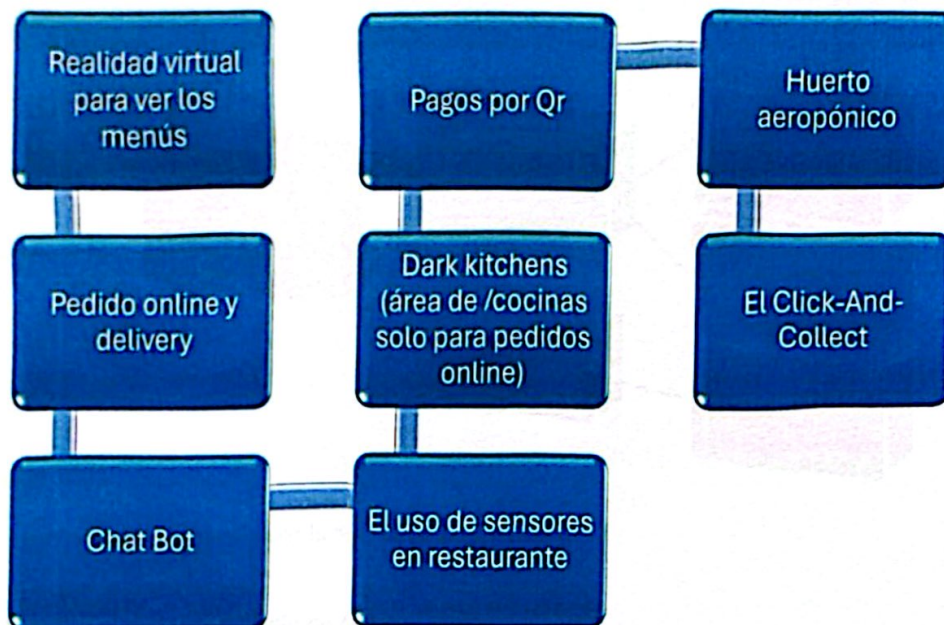 Realidad virtual
para ver los
menús
Pedido online y
delivery
Chat Bot
El uso de sensores
en restaurante
Dark kitchens
(área de /cocinas
solo para pedidos
online)
Pagos por Qr
Huerto
aeropónico
El Click-And-
Collect